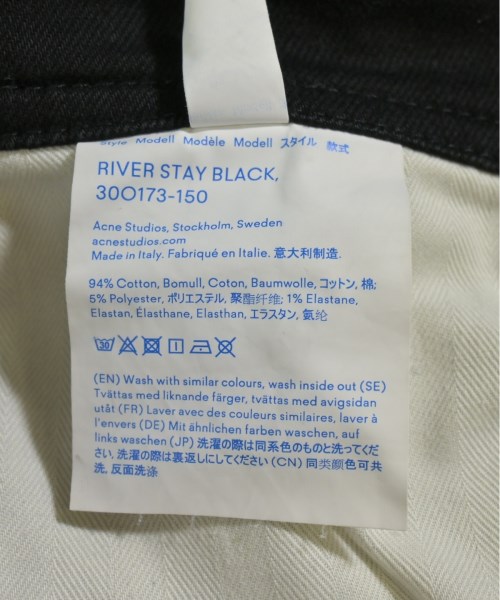 Style Modell Modèle Modell スタイル 款式
RIVER STAY BLACK,
30O173-150
Acne Studios, Stockholm, Sweden
acnestudios.com
Made in Italy. Fabriqué en Italie. 意大利制造.
94% Cotton, Bomull, Coton, Baumwolle, コットン, 棉;
5% Polyester, ポリエステル, 聚酯纤维; 1% Elastane,
Elastan, Élasthane, Elasthan, エラスタン, 氨纶
30
(EN) Wash with similar colours, wash inside out (SE)
Tvättas med liknande färger, tvättas med avigsidan
utåt (FR) Laver avec des couleurs similaires, laver à
l'envers (DE) Mit ähnlichen farben waschen, auf
links waschen (JP) 洗濯の際は同系色のものと洗ってくだ
さい. 洗濯の際は裏返しにしてください (CN) 同类颜色可共
洗, 反面洗涤